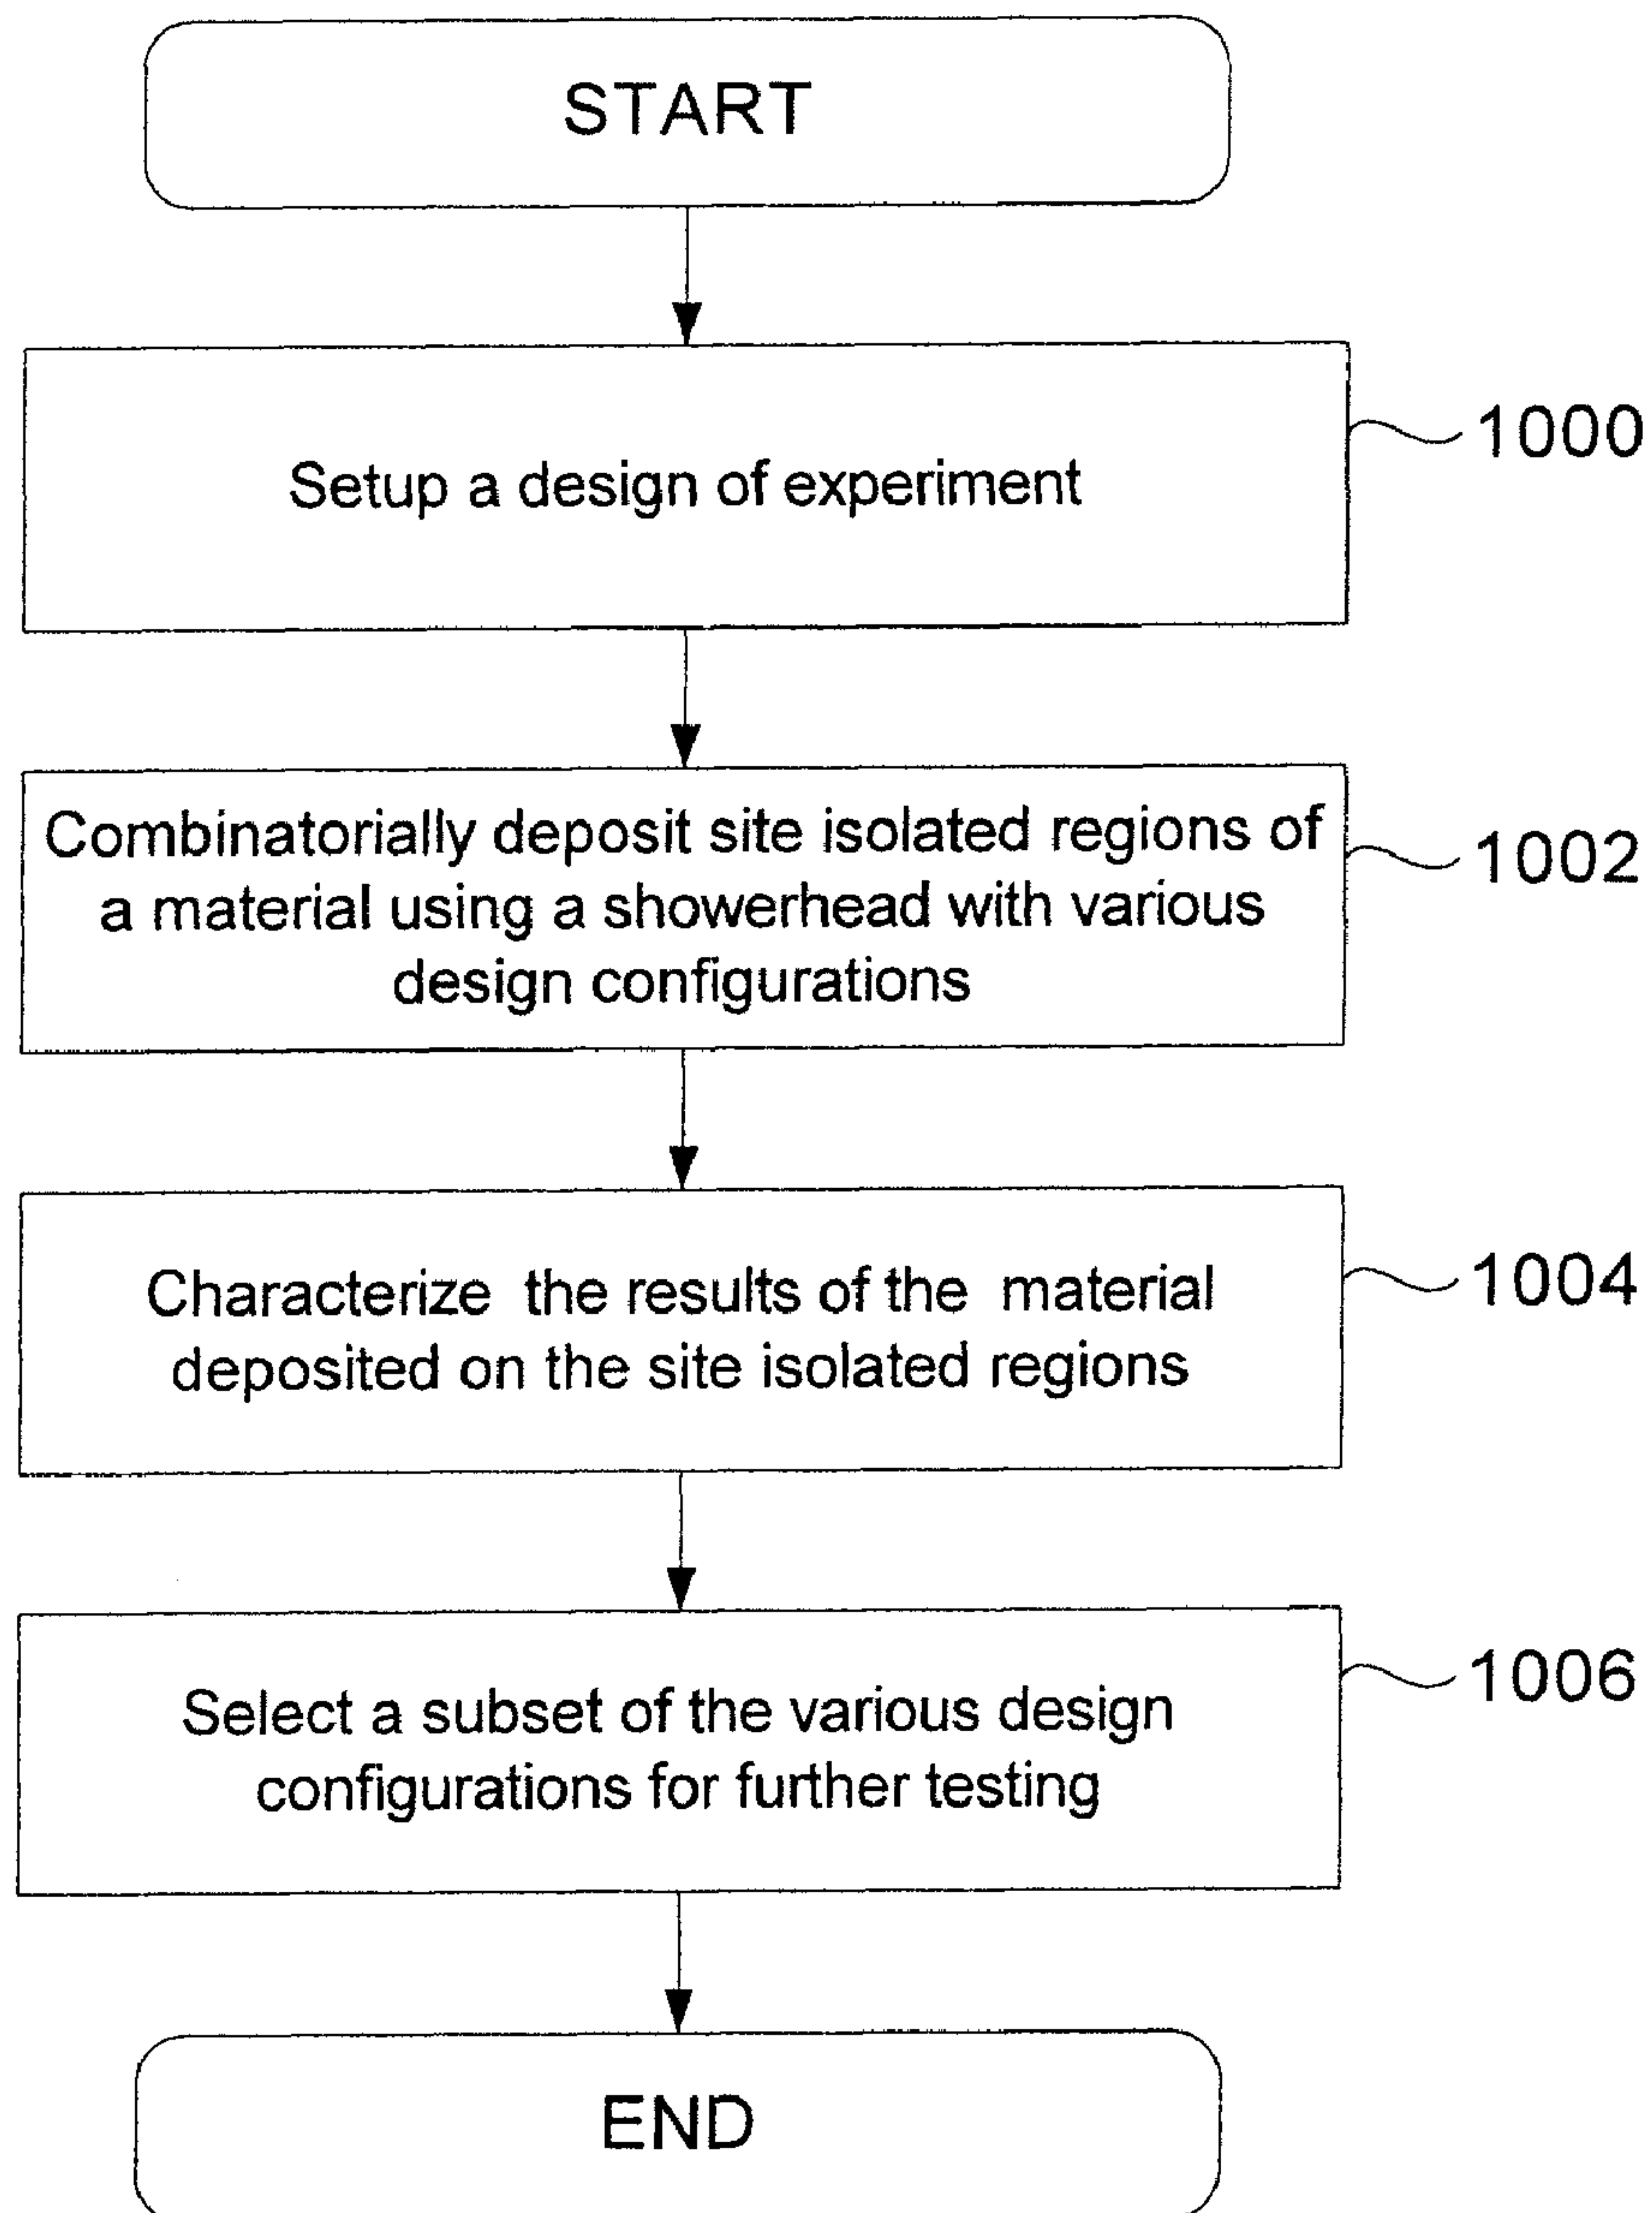 START
Setup a design of experiment
1000
Combinatorially deposit site isolated regions of
a material using a showerhead with various
design configurations
1002
Characterize the results of the material
deposited on the site isolated regions
1004
Select a subset of the various design
configurations for further testing
1006
END